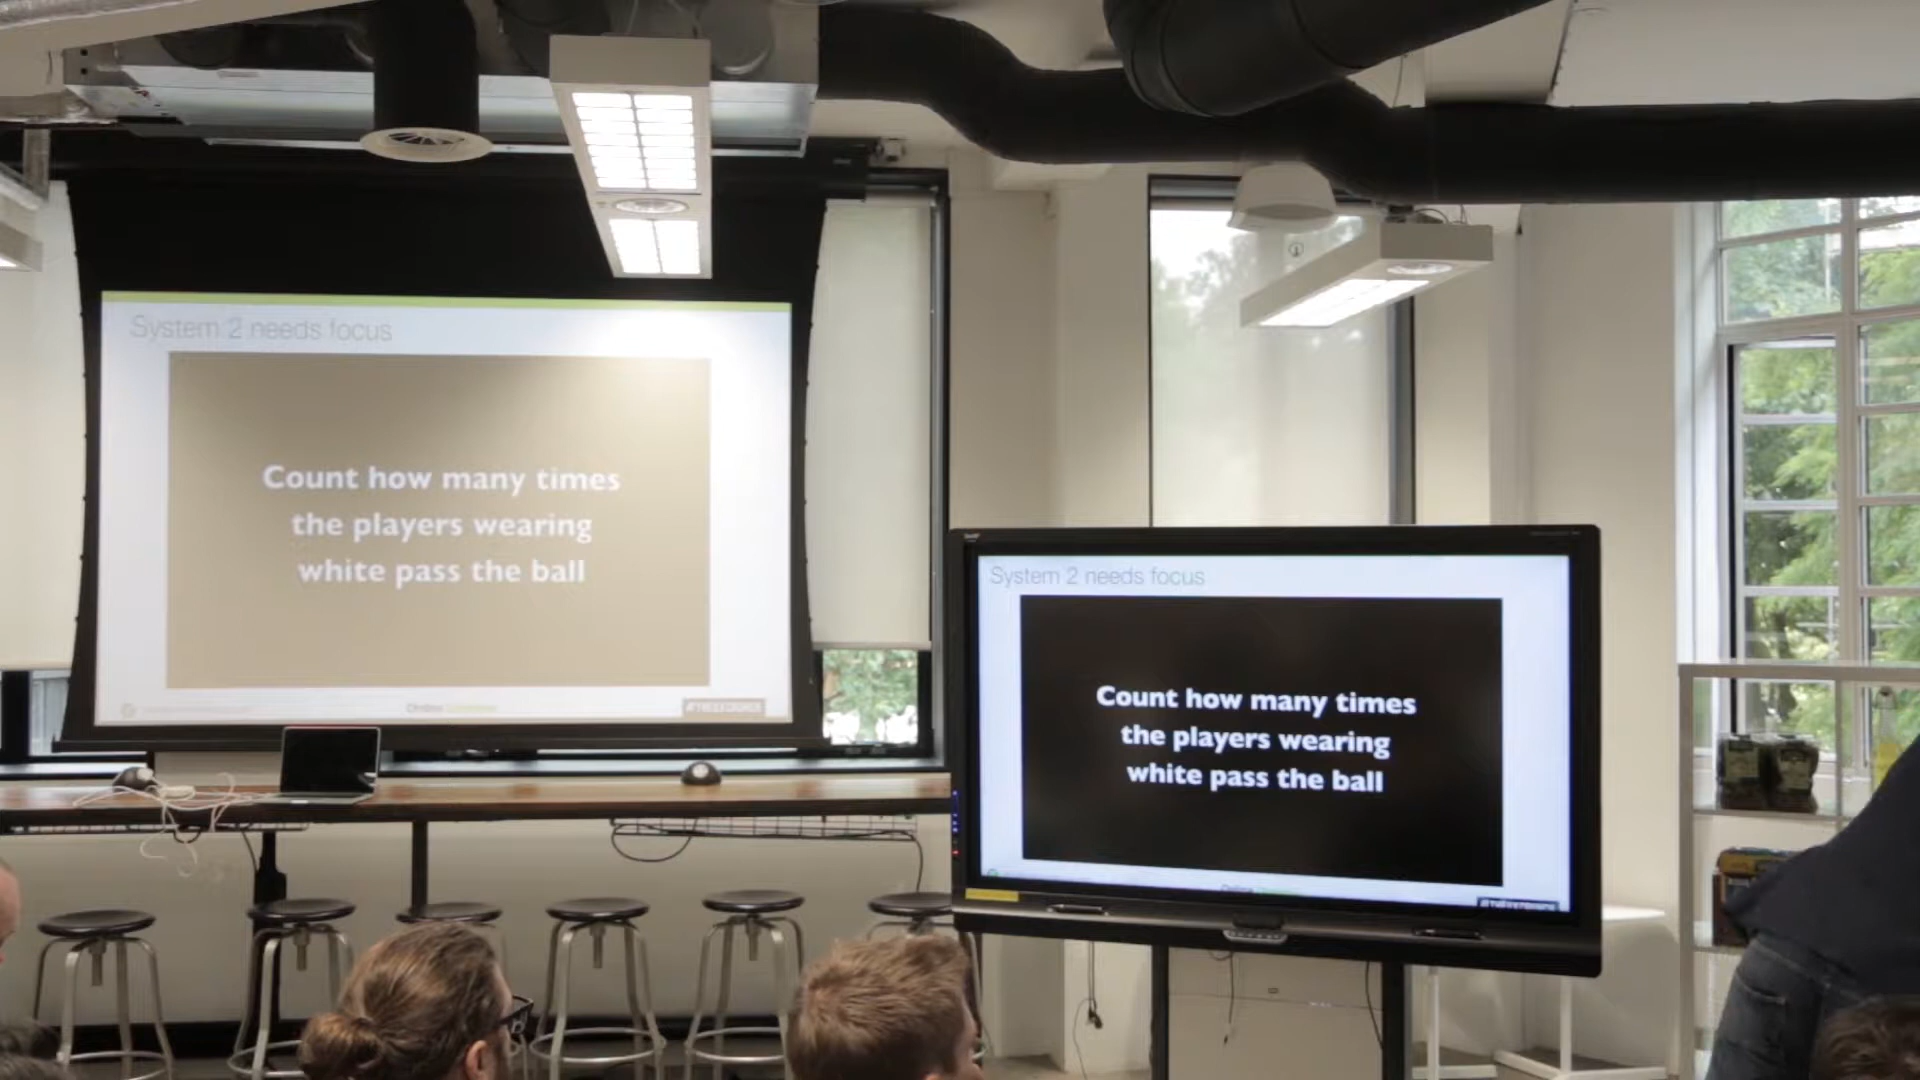 System 2 needs focus
Count how many times
the players wearing
white pass the ball
System 2 needs focus
Count how many times
the players wearing
white pass the ball